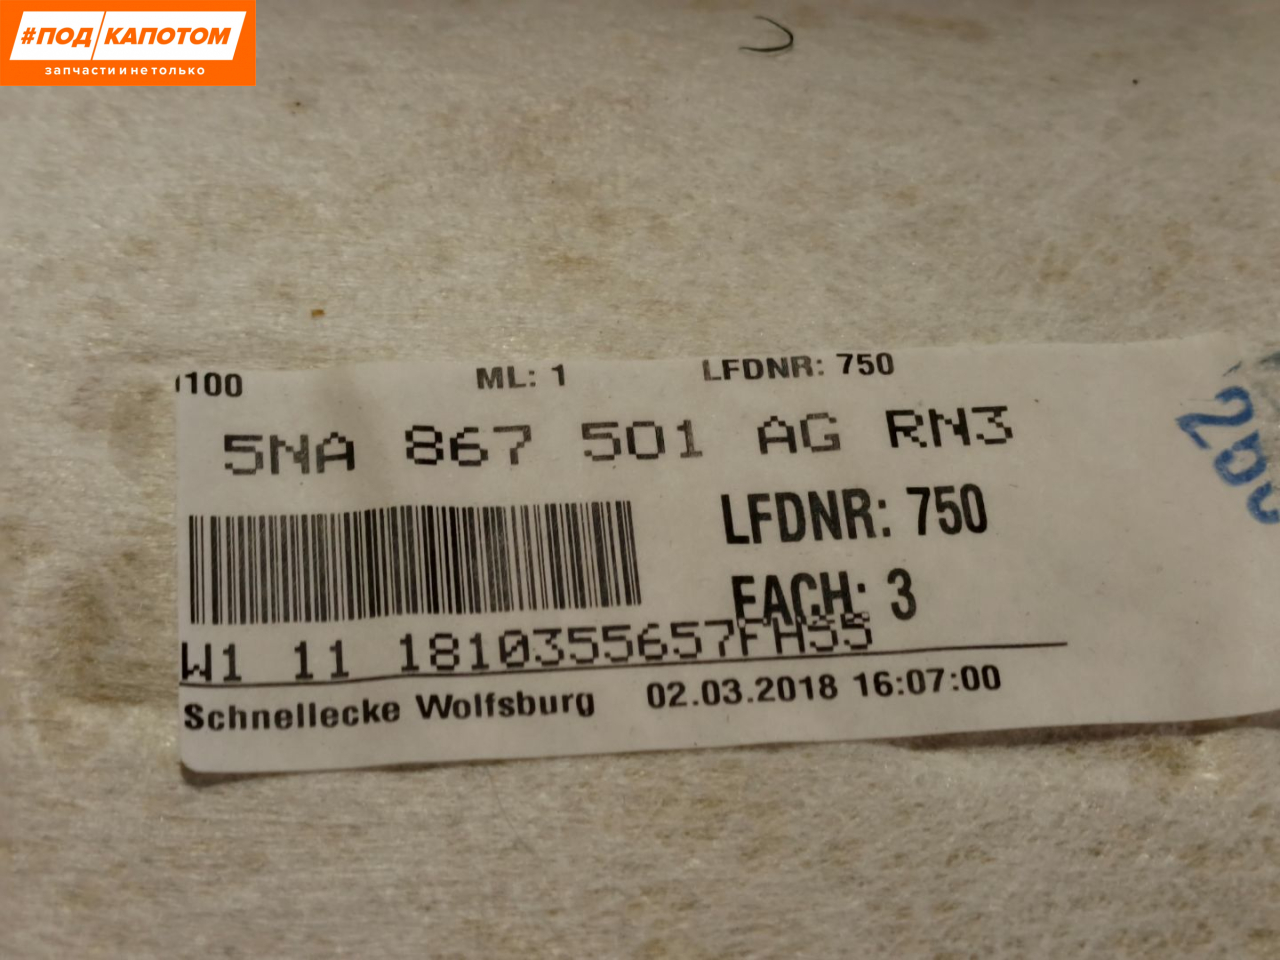 #ПОД КАПОТОМ
запчасти и не только
100 ML: 1 LFDNR: 750
5NA 867 501 AG RN3
LFDNR: 750
FACH: 3
W1 11 1810355657FH55
Schnellecke Wolfsburg 02.03.2018 16:07:00